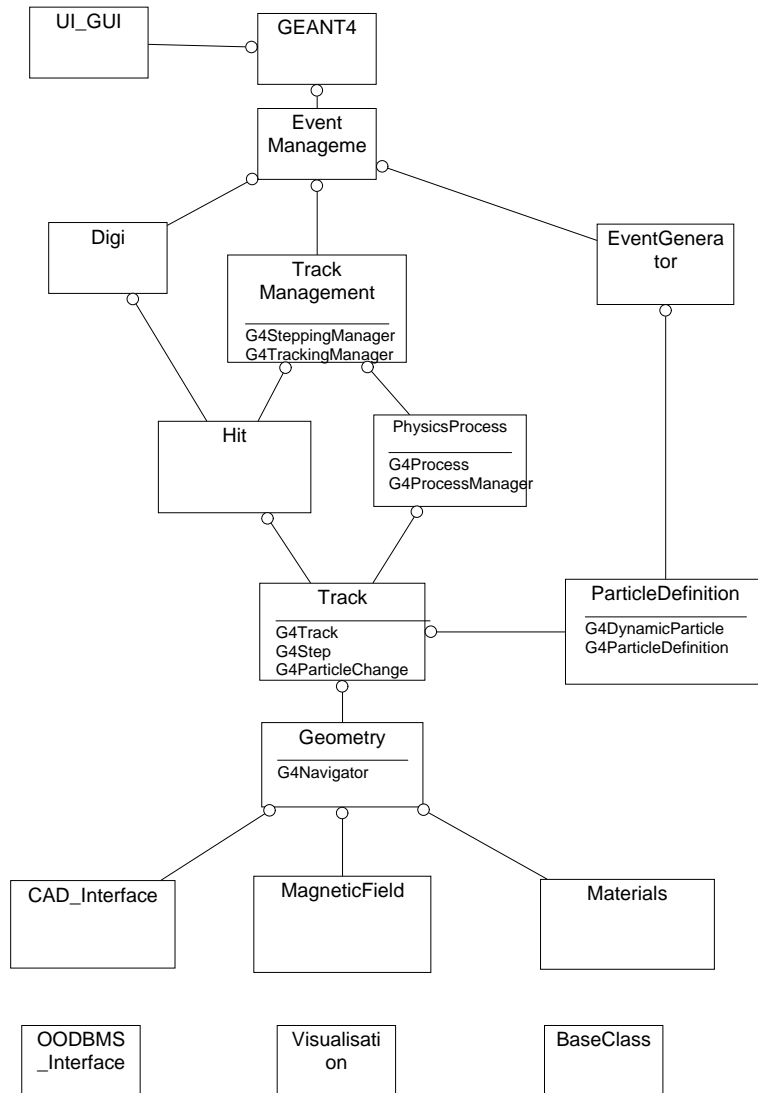 UI_GUI
GEANT4
Event
Manageme
Digi
EventGenera
tor
Track
Management
G4SteppingManager
G4TrackingManager
Hit
PhysicsProcess
G4Process
G4ProcessManager
Track
G4Track
G4Step
G4ParticleChange
ParticleDefinition
G4DynamicParticle
G4ParticleDefinition
Geometry
G4Navigator
CAD_Interface
MagneticField
Materials
OODBMS
_Interface
Visualisati
on
BaseClass